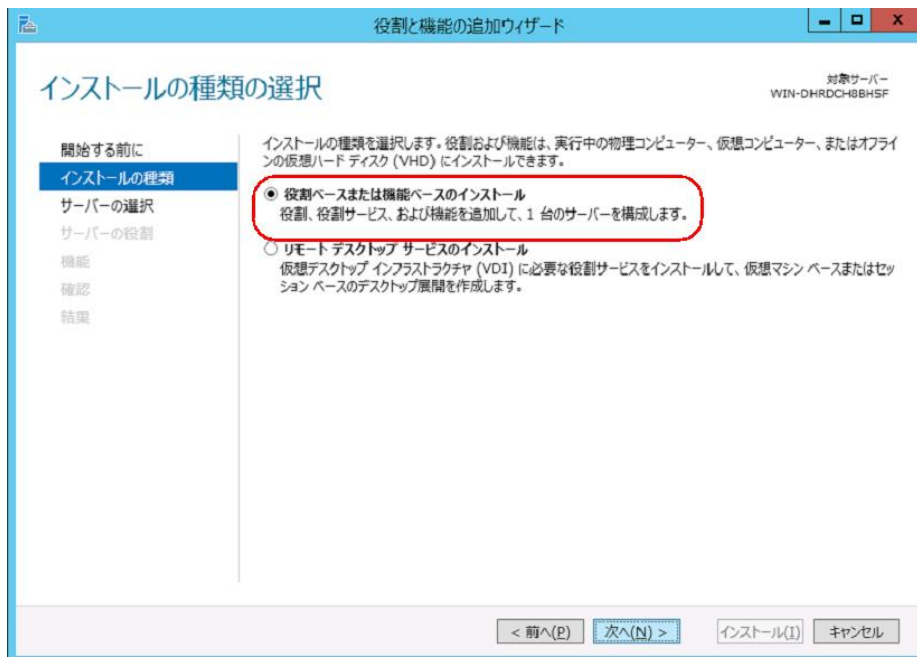 役割と機能の追加ウィザード
インストールの種類の選択
対象サーバー
WIN-DHRDCH8BHSF
開始する前に
インストールの種類
サーバーの選択
サーバーの役割
機能
確認
結果
インストールの種類を選択します。役割および機能は、実行中の物理コンピューター、仮想コンピューター、またはオフライ
ンの仮想ハード ディスク (VHD) にインストールできます。
役割ベースまたは機能ベースのインストール
役割、役割サービス、および機能を追加して、1 台のサーバーを構成します。
リモート デスクトップ サービスのインストール
仮想デスクトップ インフラストラクチャ (VDI) に必要な役割サービスをインストールして、仮想マシン ベースまたはセッ
ション ベースのデスクトップ展開を作成します。
< 前へ(P) 次へ(N) > インストール(I) キャンセル